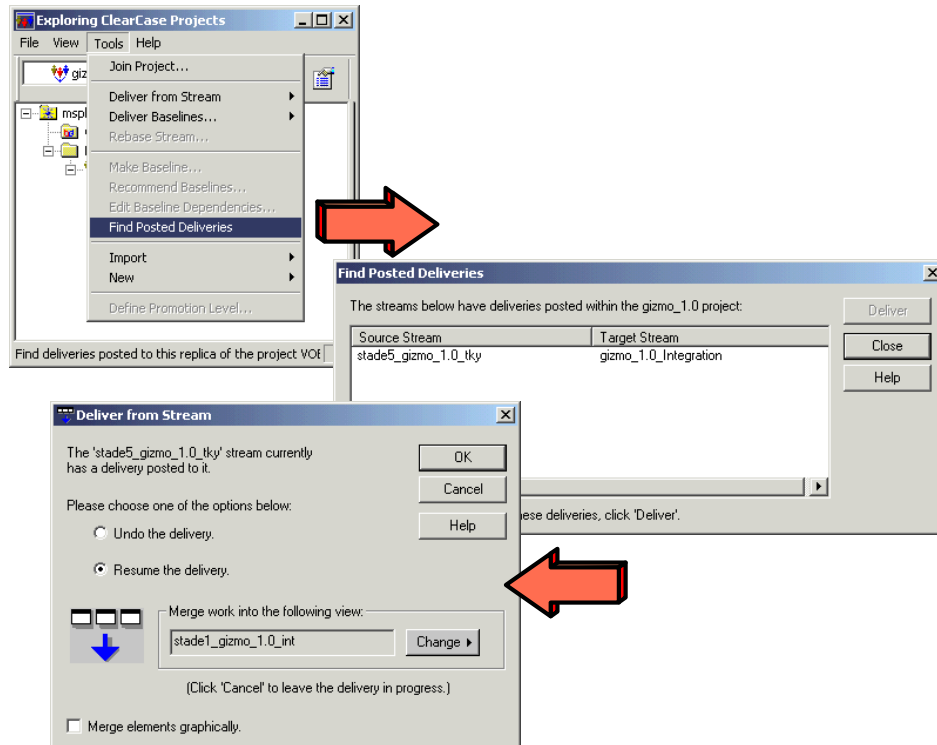 Exploring ClearCase Projects
File View Tools Help
giz
Join Project...
Deliver from Stream
Deliver Baselines...
Rebase Stream...
Make Baseline...
Recommend Baselines...
Edit Baseline Dependencies...
Find Posted Deliveries
Import
New
Define Promotion Level...
mspl
Find deliveries posted to this replica of the project VOB
Find Posted Deliveries
The streams below have deliveries posted within the gizmo_1.0 project:
Deliver
Close
Help
Source Stream Target Stream
stade5_gizmo_1.0_tky gizmo_1.0_Integration
these deliveries, click 'Deliver'.
Deliver from Stream
The 'stade5_gizmo_1.0_tky' stream currently
has a delivery posted to it.
OK
Cancel
Help
Please choose one of the options below:
Undo the delivery.
Resume the delivery.
Merge work into the following view:
stade1_gizmo_1.0_int
Change
(Click 'Cancel' to leave the delivery in progress.)
Merge elements graphically.